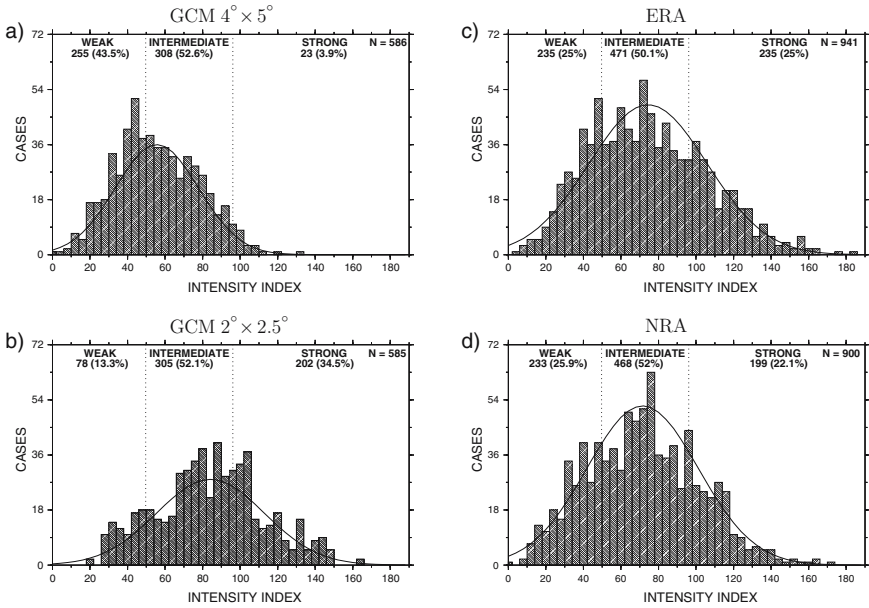 GCM 4° × 5°
a)
WEAK INTERMEDIATE STRONG N = 586
255 (43.5%) 308 (52.6%) 23 (3.9%)
72
54
36
18
0
CASES
0 20 40 60 80 100 120 140 160 180
INTENSITY INDEX
GCM 2° × 2.5°
b)
WEAK INTERMEDIATE STRONG N = 585
78 (13.3%) 305 (52.1%) 202 (34.5%)
72
54
36
18
0
CASES
0 20 40 60 80 100 120 140 160 180
INTENSITY INDEX
ERA
c)
WEAK INTERMEDIATE STRONG N = 941
235 (25%) 471 (50.1%) 235 (25%)
72
54
36
18
0
CASES
0 20 40 60 80 100 120 140 160 180
INTENSITY INDEX
NRA
d)
WEAK INTERMEDIATE STRONG N = 900
233 (25.9%) 468 (52%) 199 (22.1%)
72
54
36
18
0
CASES
0 20 40 60 80 100 120 140 160 180
INTENSITY INDEX